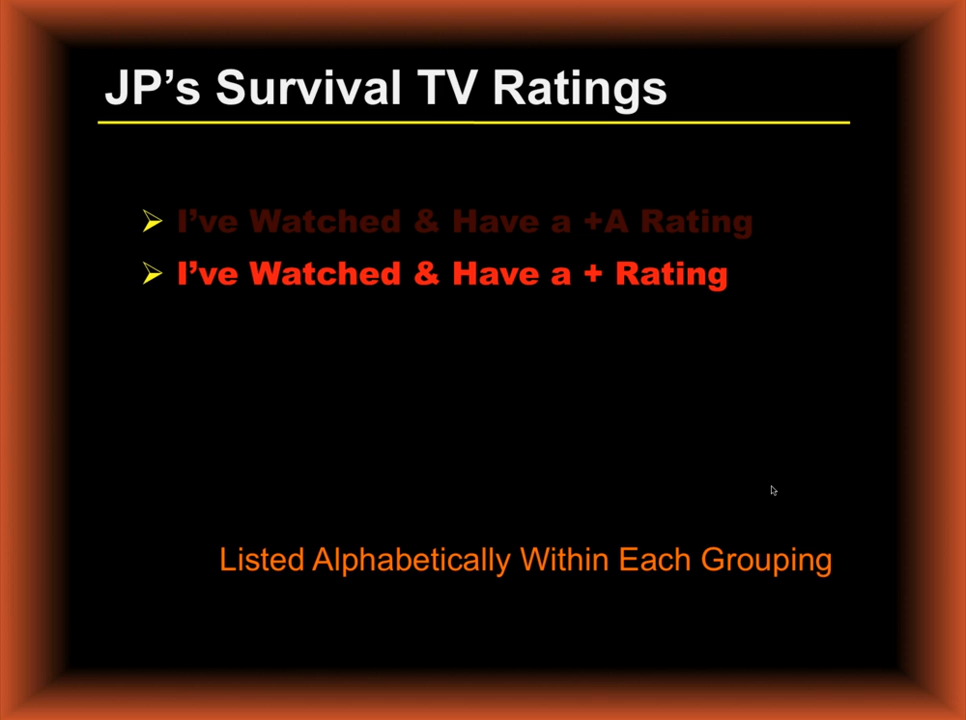 JP’s Survival TV Ratings
I’ve Watched & Have a +A Rating
I’ve Watched & Have a + Rating
Listed Alphabetically Within Each Grouping